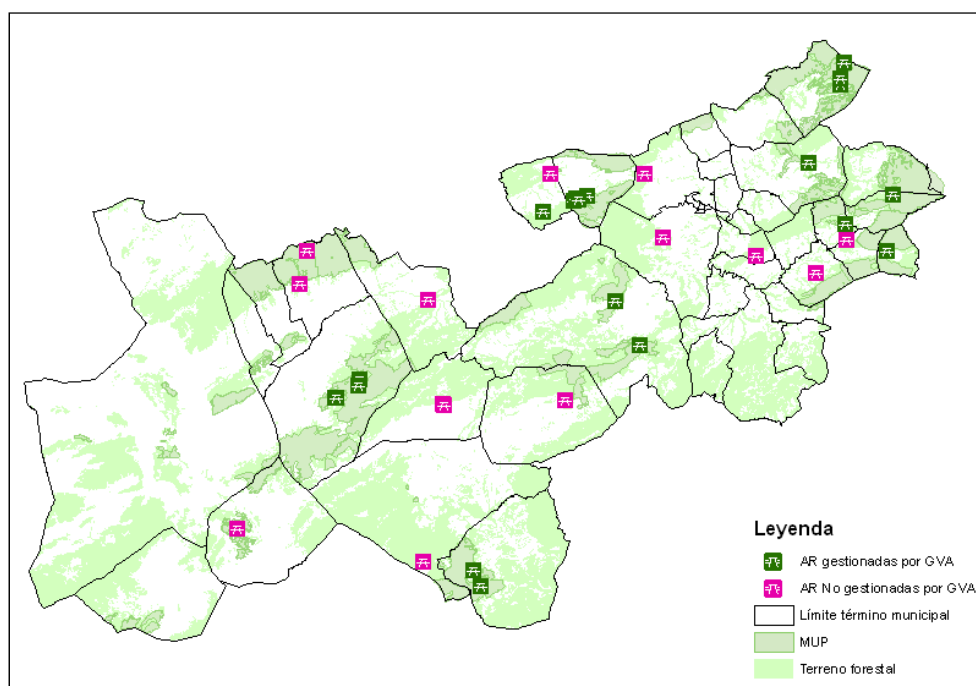 Leyenda
AR gestionadas por GVA
AR No gestionadas por GVA
Límite término municipal
MUP
Terreno forestal